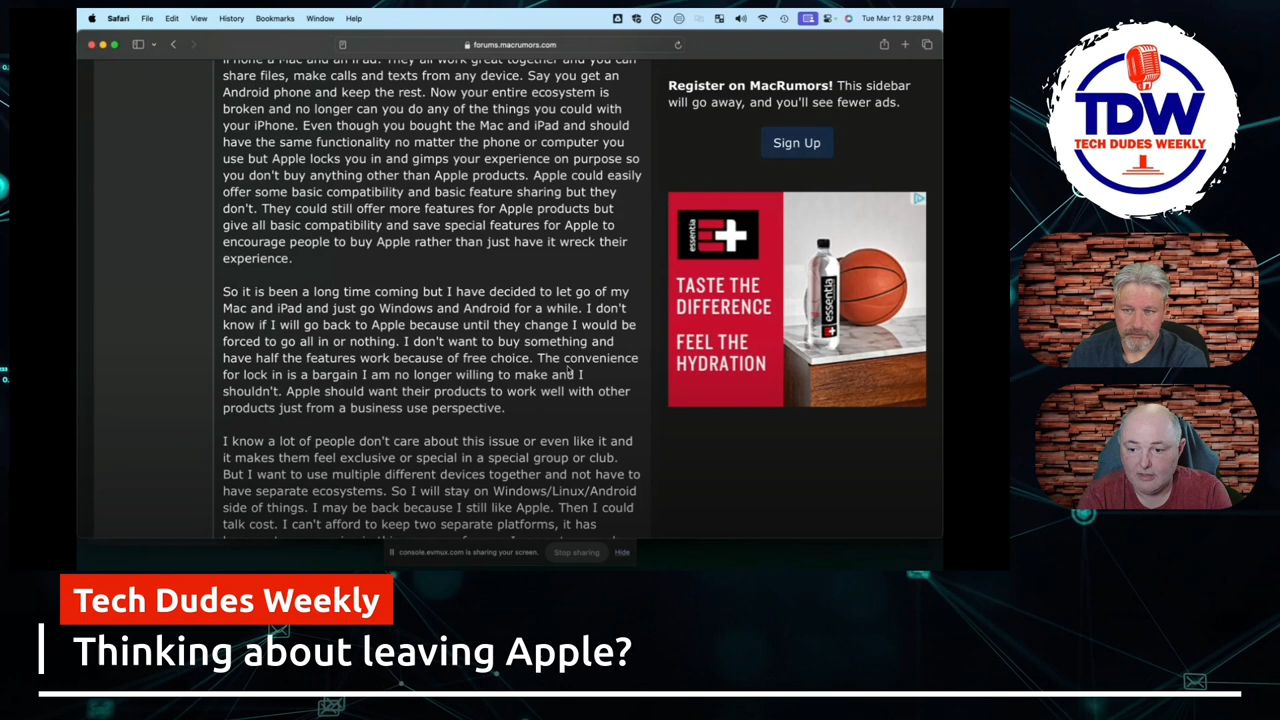 Safari File Edit View History Bookmarks Window Help
Tue Mar 12 9:28 PM
forums.macrumors.com
iPhone a Mac and an iPad. They all work great together and you can
share files, make calls and texts from any device. Say you get an
Android phone and keep the rest. Now your entire ecosystem is
broken and no longer can you do any of the things you could with
your iPhone. Even though you bought the Mac and iPad and should
have the same functionality no matter the phone or computer you
use but Apple locks you in and gimps your experience on purpose so
you don't buy anything other than Apple products. Apple could easily
offer some basic compatibility and basic feature sharing but they
don't. They could still offer more features for Apple products but
give all basic compatibility and save special features for Apple to
encourage people to buy Apple rather than just have it wreck their
experience.
So it is been a long time coming but I have decided to let go of my
Mac and iPad and just go Windows and Android for a while. I don't
know if I will go back to Apple because until they change I would be
forced to go all in or nothing. I don't want to buy something and
have half the features work because of free choice. The convenience
for lock in is a bargain I am no longer willing to make and I
shouldn't. Apple should want their products to work well with other
products just from a business use perspective.
I know a lot of people don't care about this issue or even like it and
it makes them feel exclusive or special in a special group or club.
But I want to use multiple different devices together and not have to
have separate ecosystems. So I will stay on Windows/Linux/Android
side of things. I may be back because I still like Apple. Then I could
talk cost. I can't afford to keep two separate platforms, it has
Register on MacRumors! This sidebar
will go away, and you'll see fewer ads.
Sign Up
essentia
TASTE THE
DIFFERENCE
FEEL THE
HYDRATION
essentia
console.evmux.com is sharing your screen.
Stop sharing
Hide
TDW
TECH DUDES WEEKLY
Tech Dudes Weekly
Thinking about leaving Apple?